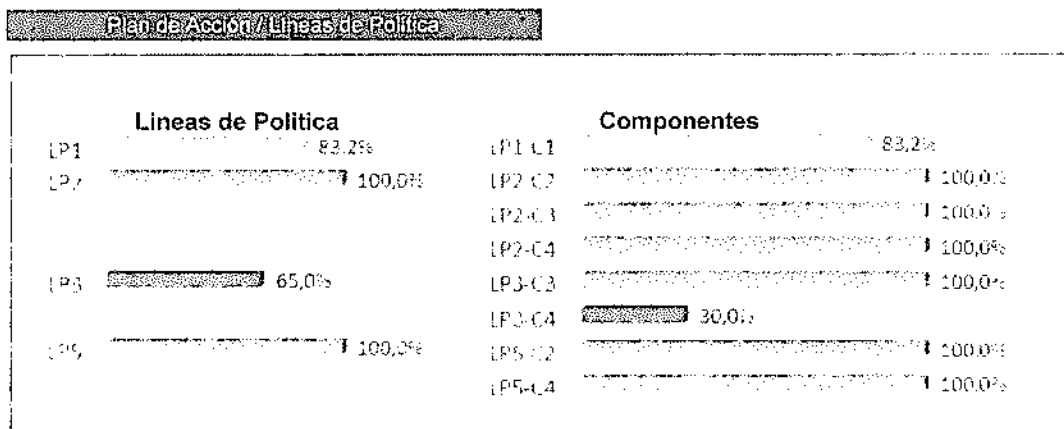 Plan de Acción / Líneas de Política
Lineas de Politica
LP1 83.2%
LP2 100,0%
LP3 65,0%
LP5 100,0%
Componentes
LP1-C1 83,2%
LP2-C2 100,0%
LP2-C3 100,0%
LP2-C4 100,0%
LP3-C3 100,0%
LP3-C4 30,0%
LP5-C2 100,0%
LP5-C4 100,0%